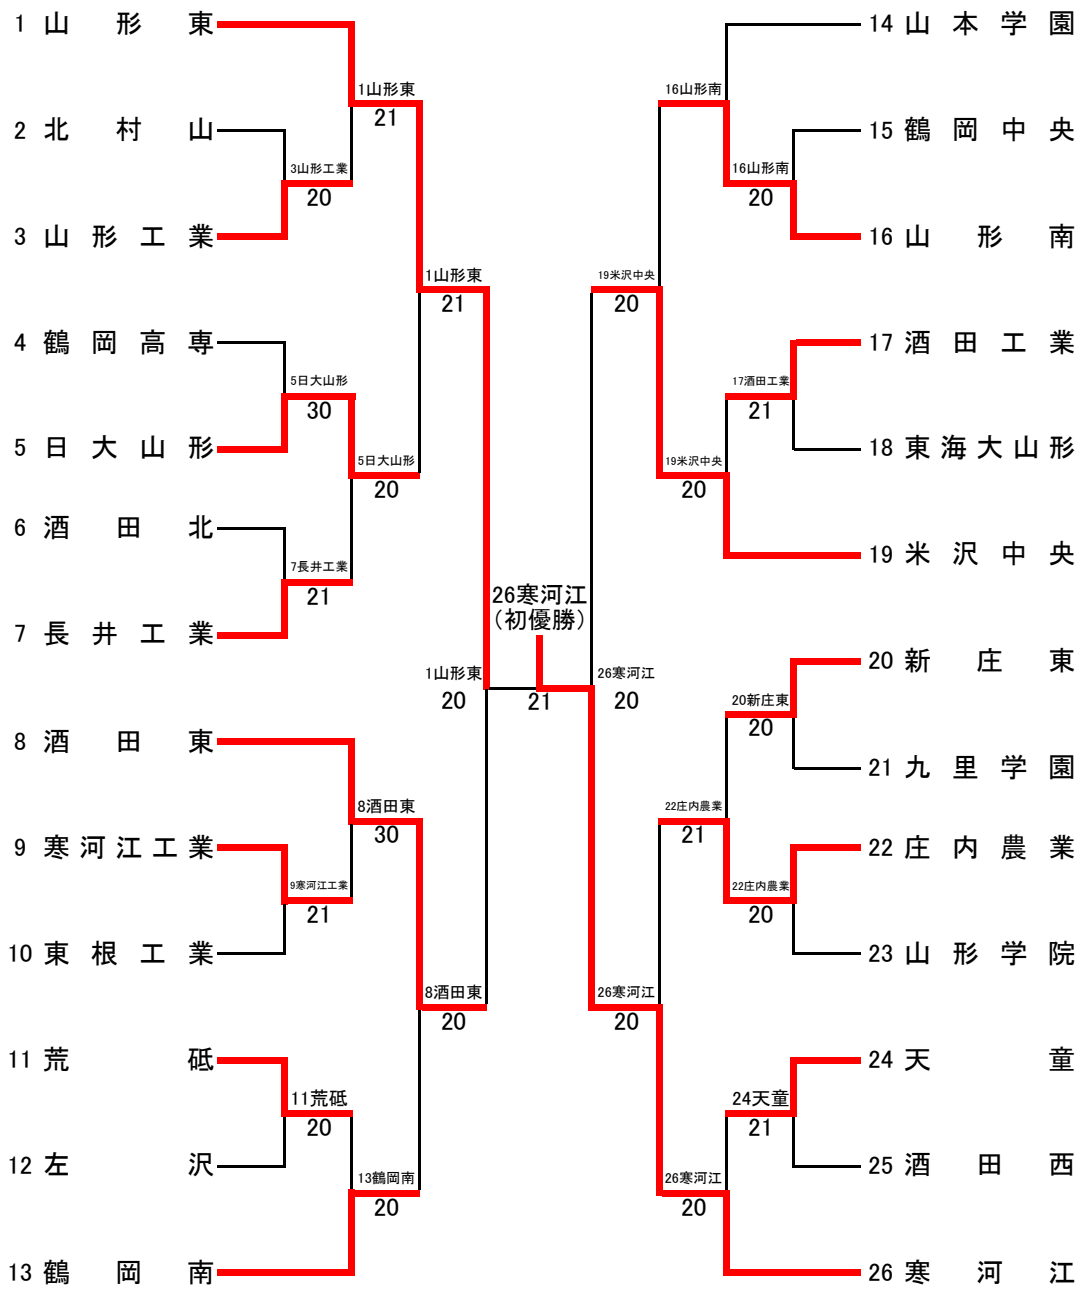 1 山形東
1山形東
21
2 北村山
3山形工業
20
3 山形工業
1山形東
21
4 鶴岡高専
5日大山形
30
5 日大山形
5日大山形
20
6 酒田北
7長井工業
21
7 長井工業
1山形東
20
8 酒田東
8酒田東
30
9 寒河江工業
9寒河江工業
21
10 東根工業
8酒田東
20
11 荒砥
11荒砥
20
12 左沢
13鶴岡南
20
13 鶴岡南
26寒河江
(初優勝)
21
14 山本学園
16山形南
15 鶴岡中央
16山形南
20
16 山形南
19米沢中央
20
17 酒田工業
17酒田工業
21
18 東海大山形
19米沢中央
20
19 米沢中央
26寒河江
20
20 新庄東
20新庄東
20
21 九里学園
22庄内農業
21
22 庄内農業
22庄内農業
20
23 山形学院
26寒河江
20
24 天童
24天童
21
25 酒田西
26寒河江
20
26 寒河江